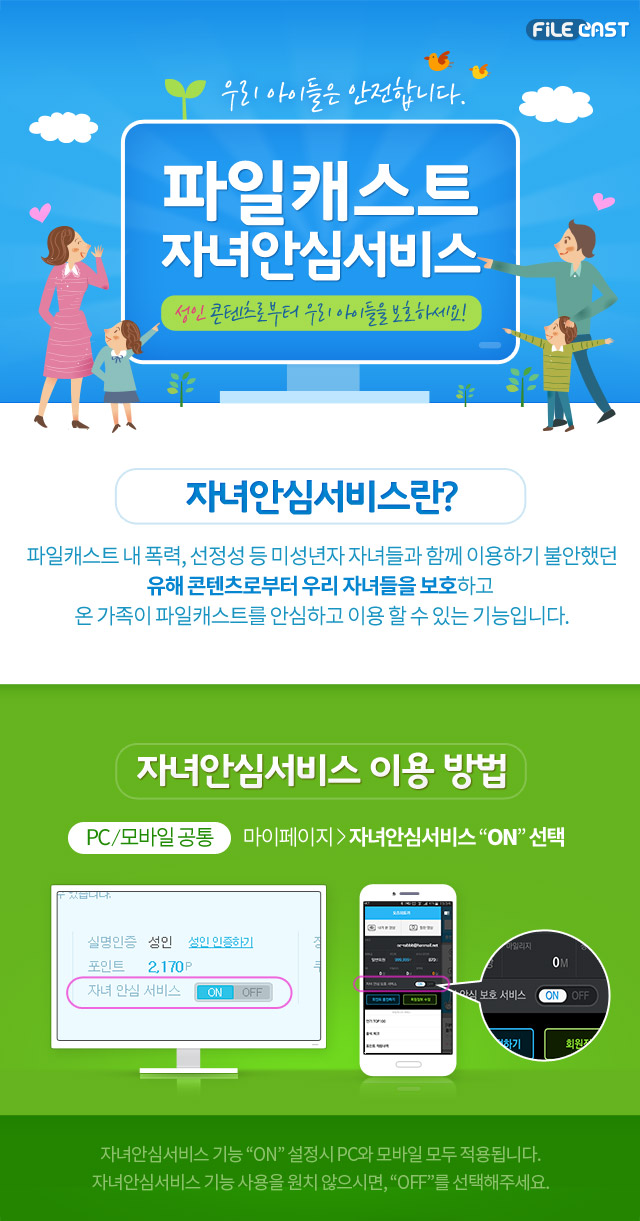 FiLE CAST
우리 아이들은 안전합니다.
파일캐스트
자녀안심서비스
성인 콘텐츠로부터 우리 아이들을 보호하세요!
자녀안심서비스란?
파일캐스트 내 폭력, 선정성 등 미성년자 자녀들과 함께 이용하기 불안했던
유해 콘텐츠로부터 우리 자녀들을 보호하고
온 가족이 파일캐스트를 안심하고 이용 할 수 있는 기능입니다.
자녀안심서비스 이용 방법
PC/모바일 공통 마이페이지 > 자녀안심서비스 “ON” 선택
수 있습니다.
실명인증 성인 성인 인증하기
포인트 2,170P
자녀 안심 서비스 ON OFF
마일리지
0M
안심 보호 서비스 ON OFF
하기 회원정
자녀안심서비스 기능 “ON” 설정시 PC와 모바일 모두 적용됩니다.
자녀안심서비스 기능 사용을 원치 않으시면, “OFF”를 선택해주세요.